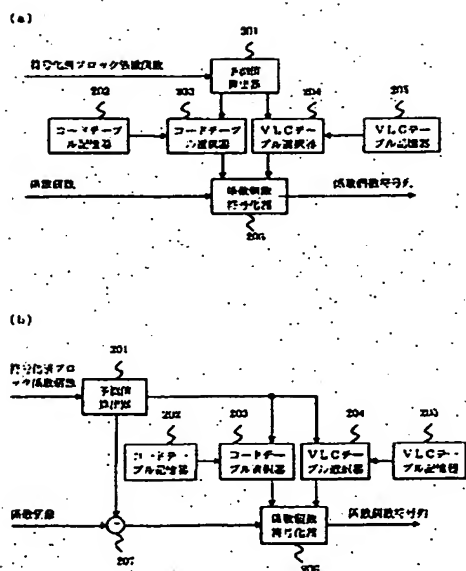 (a)
201
符号化済ブロック係数個数
予測値
算出器
202
203
204
205
コードテーブ
ル記憶器
コードテーブ
ル選択器
VLCテー
ブル選択器
VLCテー
ブル記憶器
係数個数
係数個数
符号化器
係数個数符号列
206
(b)
201
符号化済ブロ
ック係数個数
予測値
算出器
202
203
204
205
コードテー
ブル記憶器
コードテー
ブル選択器
VLCテー
ブル選択器
VLCテー
ブル記憶器
係数個数
207
係数個数
符号化器
係数個数符号列
206